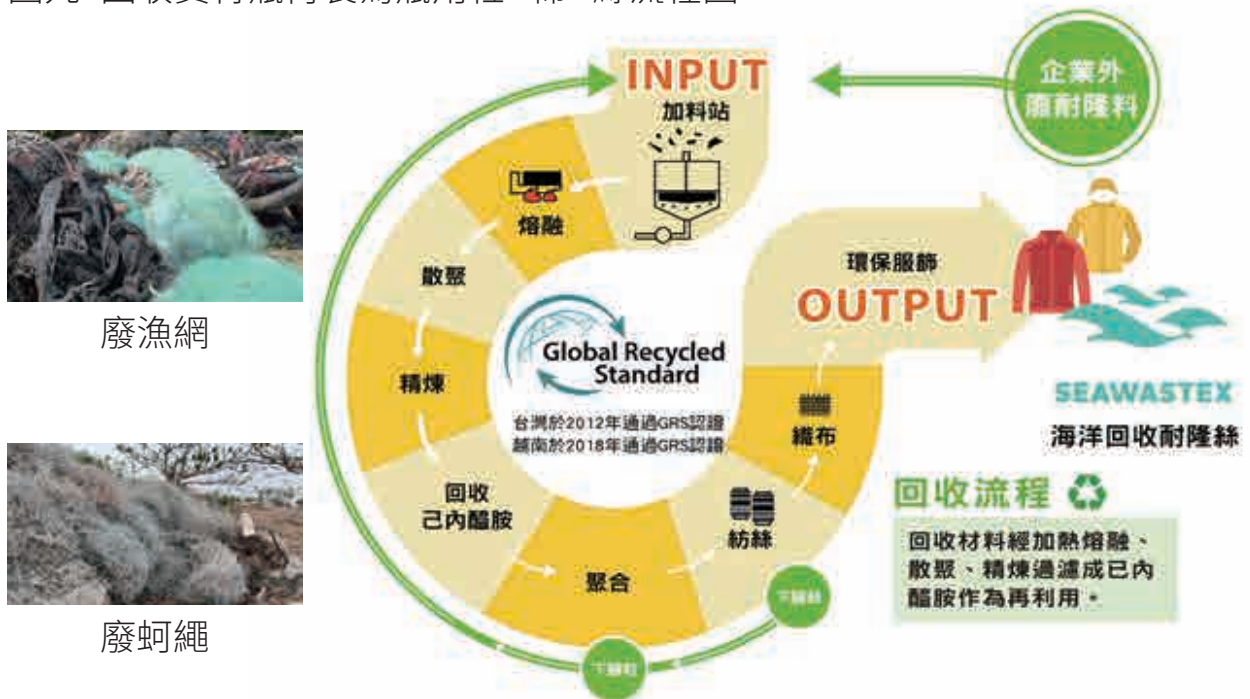 INPUT
加料站
企業外
廢耐隆料
熔融
散聚
精煉
回收
己內醯胺
聚合
紡絲
織布
環保服飾
OUTPUT
Global Recycled
Standard
台灣於2012年通過GRS認證
越南於2018年通過GRS認證
廢漁網
廢蚵繩
SEAWASTEX
海洋回收耐隆絲
回收流程
回收材料經加熱熔融、
散聚、精煉過濾成已內
醯胺作為再利用。